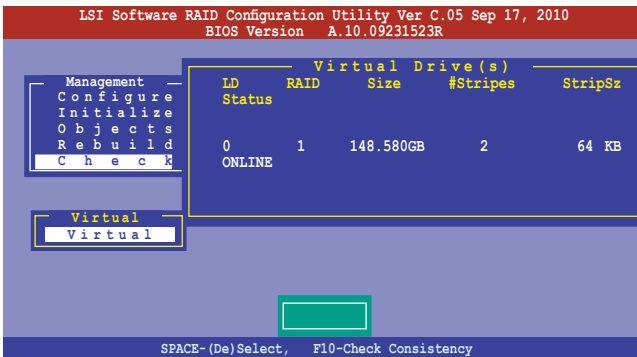 LSI Software RAID Configuration Utility Ver C.05 Sep 17, 2010
BIOS Version A.10.09231523R
Virtual Drive(s)
LD RAID Size #Stripes StripSz
Status
0 1 148.580GB 2 64 KB
ONLINE
Management
Configure
Initialize
Objects
Rebuild
Check
Virtual
Virtual
SPACE-(De)Select, F10-Check Consistency